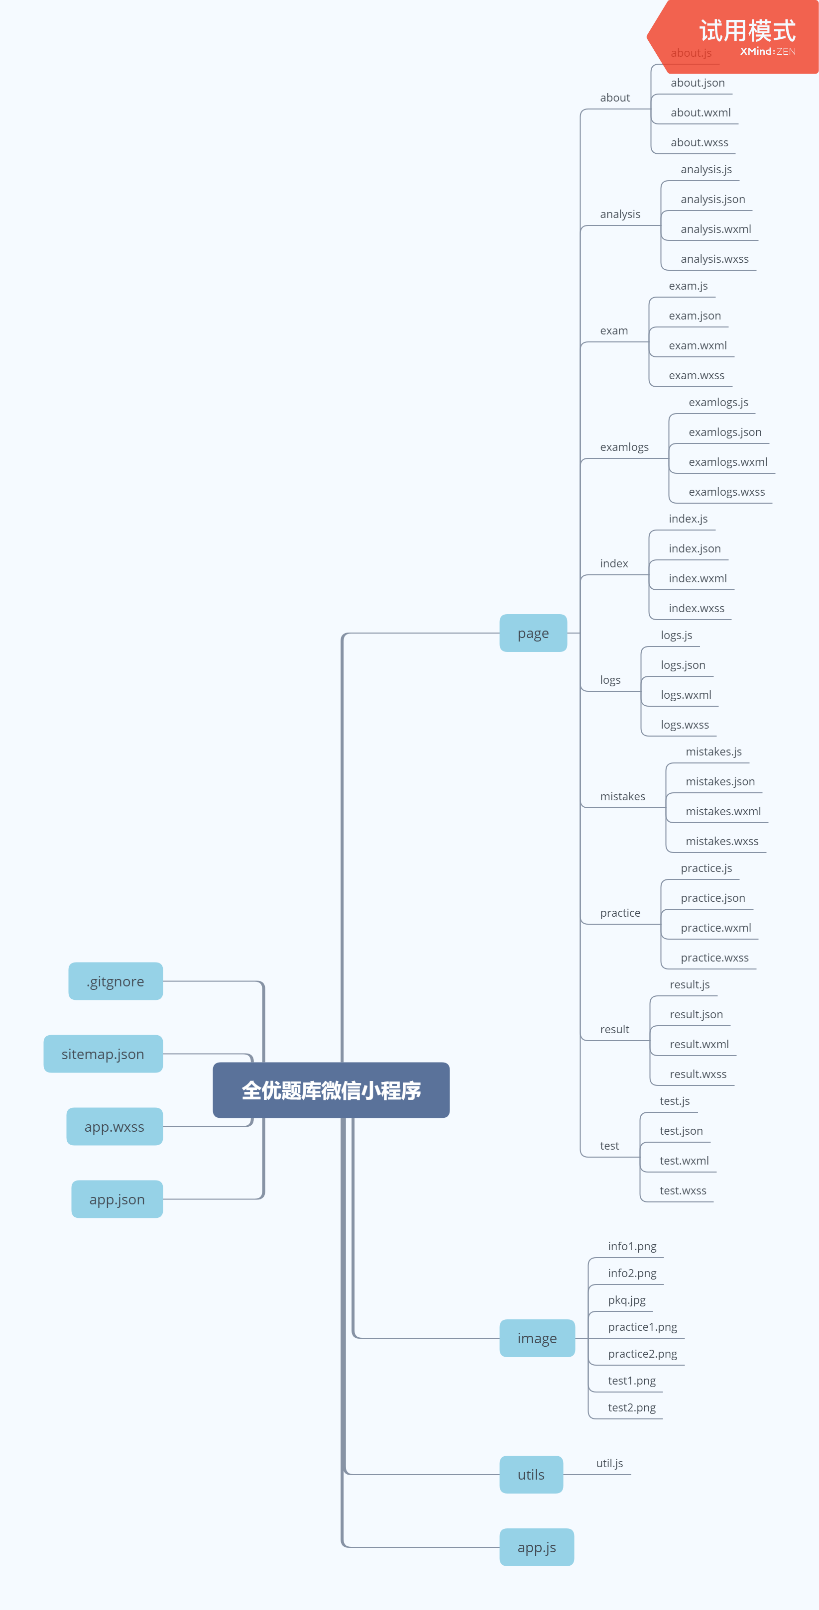 试用模式
XMind:ZEN
about.js
about.json
about
about.wxml
about.wxss
analysis.js
analysis.json
analysis
analysis.wxml
analysis.wxss
exam.js
exam.json
exam
exam.wxml
exam.wxss
examlogs.js
examlogs.json
examlogs
examlogs.wxml
examlogs.wxss
index.js
index.json
index
index.wxml
index.wxss
page
logs.js
logs.json
logs
logs.wxml
logs.wxss
mistakes.js
mistakes.json
mistakes
mistakes.wxml
mistakes.wxss
practice.js
practice.json
practice
practice.wxml
practice.wxss
result.js
result.json
result
result.wxml
result.wxss
test.js
test.json
test
test.wxml
test.wxss
.gitgnore
sitemap.json
全优题库微信小程序
app.wxss
app.json
info1.png
info2.png
pkq.jpg
practice1.png
image
practice2.png
test1.png
test2.png
utils
util.js
app.js